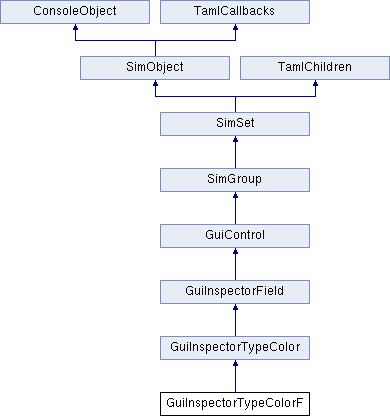 ConsoleObject
TamlCallbacks
SimObject
TamlChildren
SimSet
SimGroup
GuiControl
GuiInspectorField
GuiInspectorTypeColor
GuiInspectorTypeColorF